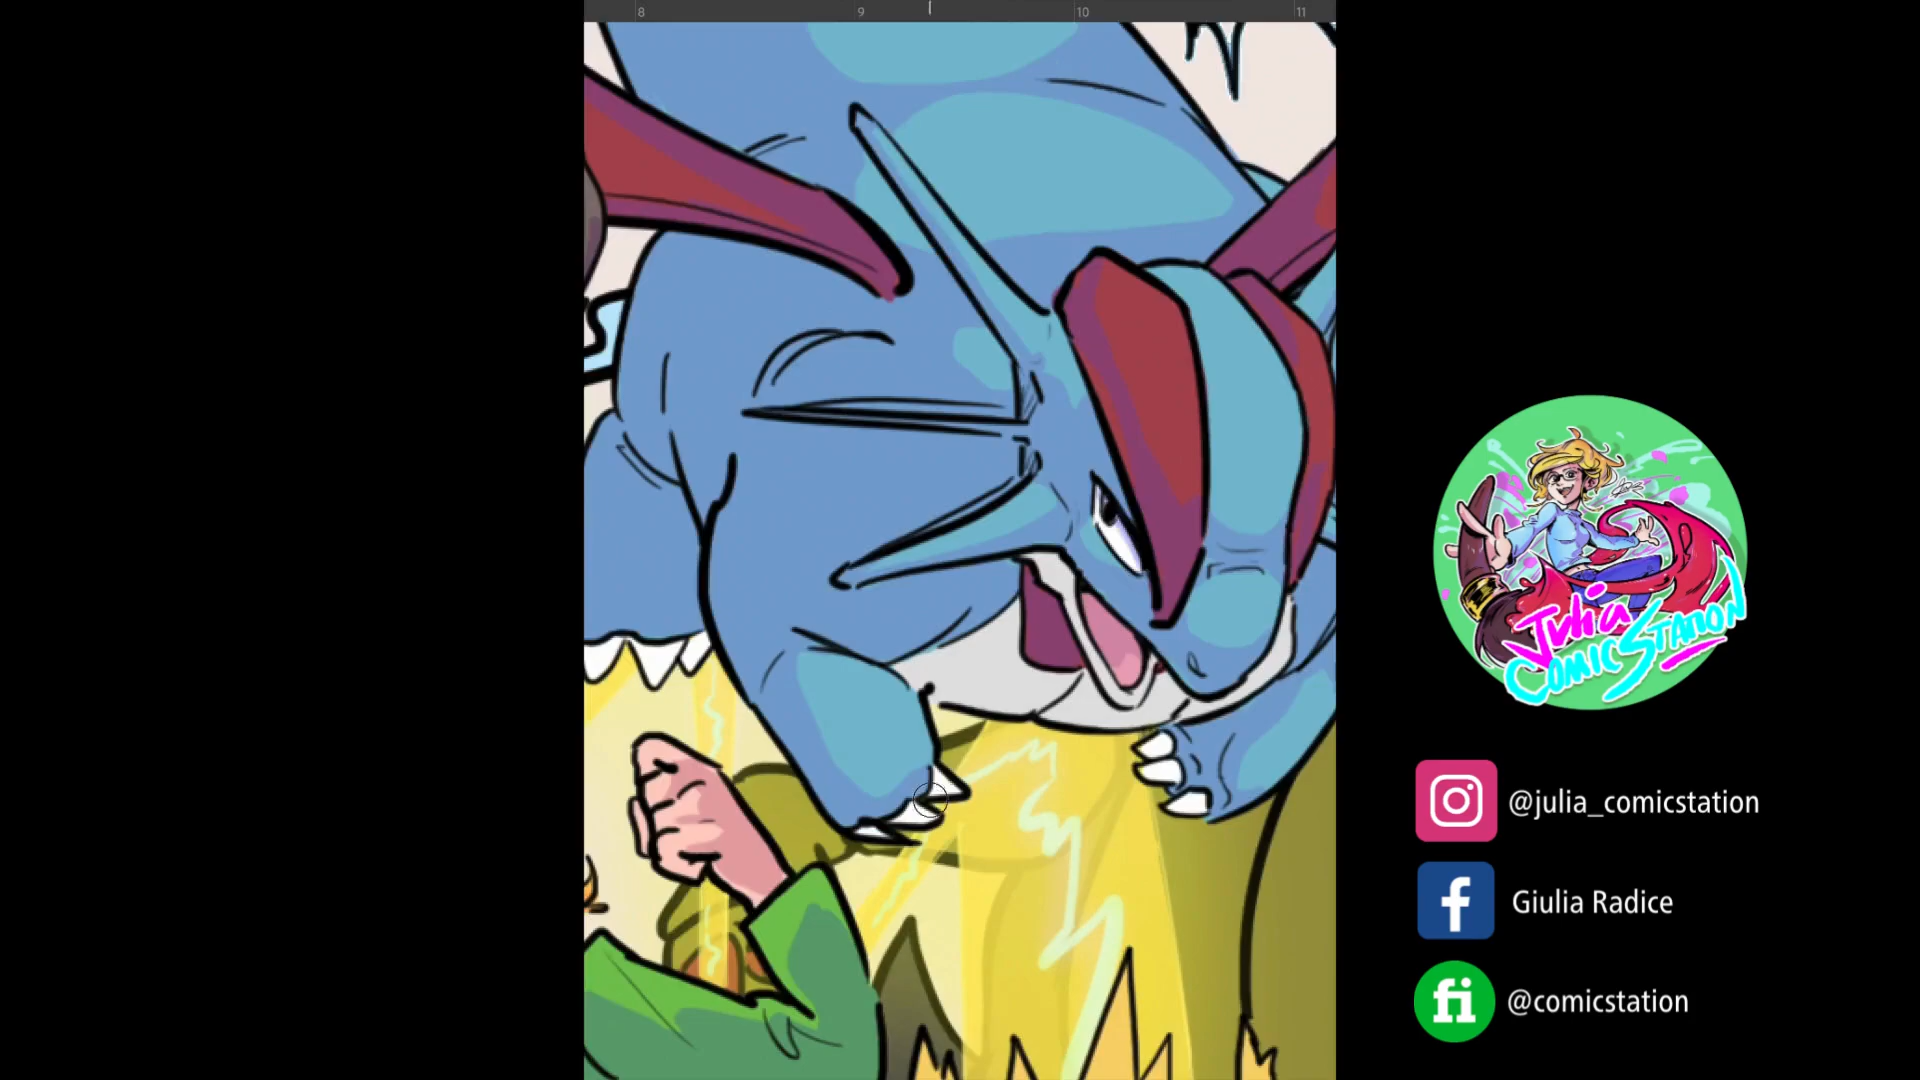 8 9 10 11
Julia
ComicStation
@julia_comicstation
Giulia Radice
@comicstation